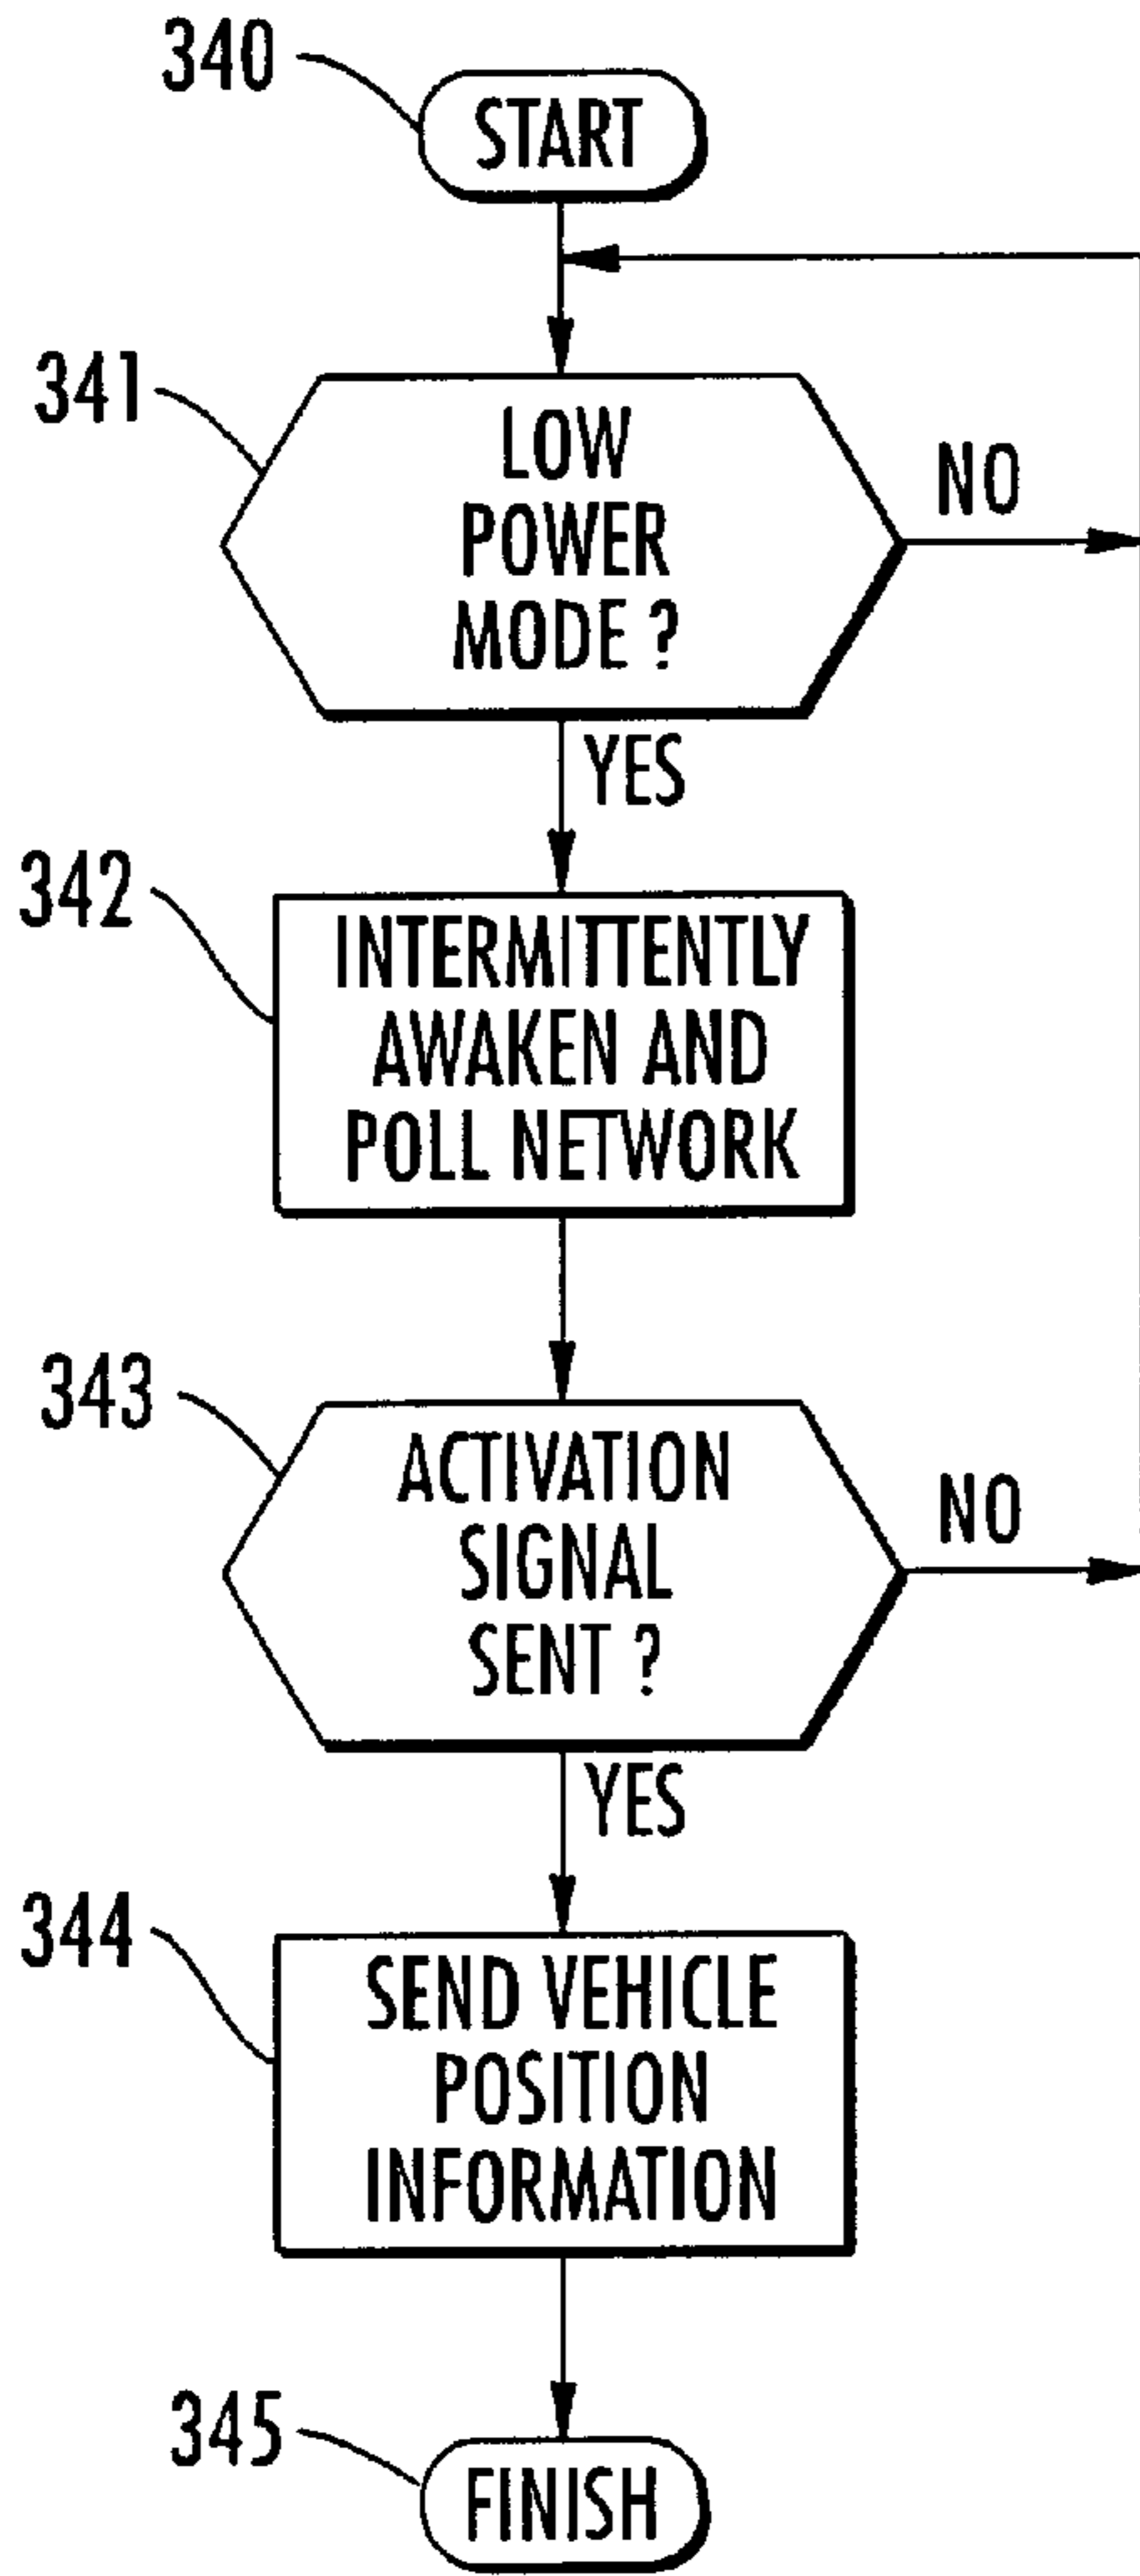 340
START
341
LOW
POWER
MODE ?
NO
YES
342
INTERMITTENTLY
AWAKEN AND
POLL NETWORK
343
ACTIVATION
SIGNAL
SENT ?
NO
YES
344
SEND VEHICLE
POSITION
INFORMATION
345
FINISH